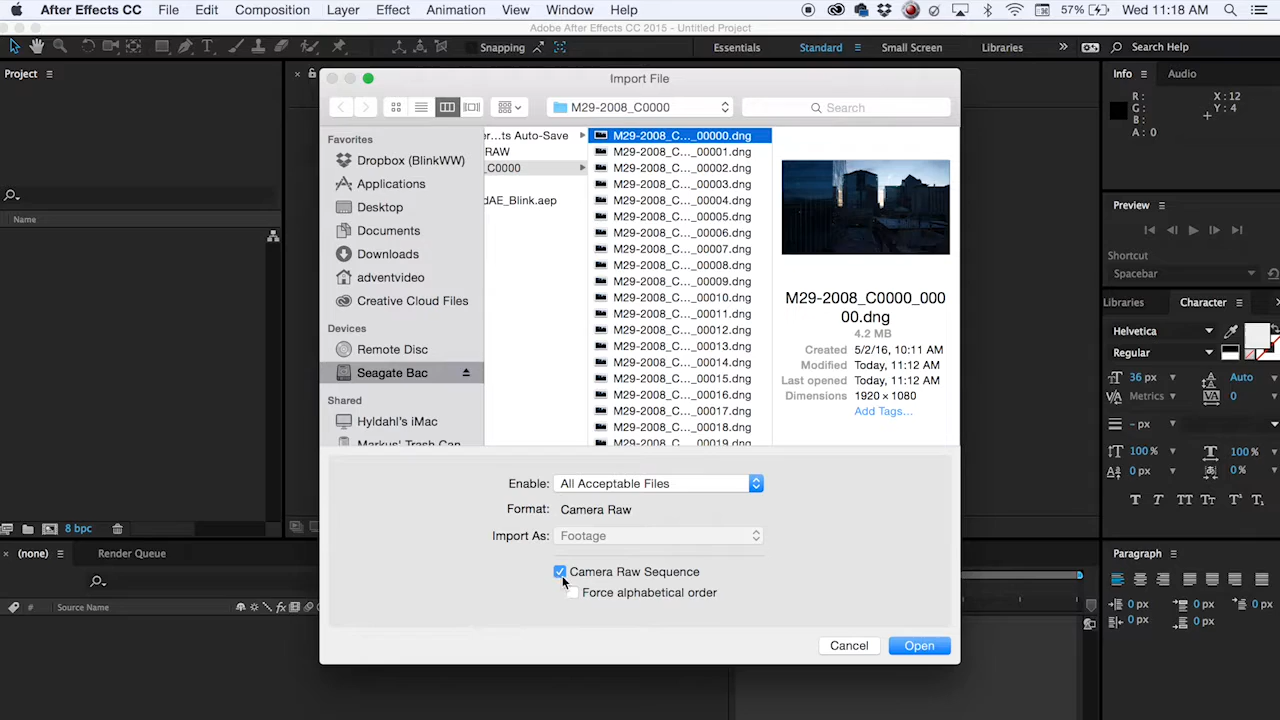 After Effects CC File Edit Composition Layer Effect Animation View Window Help 57% Wed 11:18 AM
Adobe After Effects CC 2015 - Untitled Project
Snapping Essentials Standard Small Screen Libraries Search Help
Project
Name
8 bpc
(none) Render Queue
# Source Name
Import File
M29-2008_C0000
Search
Favorites
Dropbox (BlinkWW)
Applications
Desktop
Documents
Downloads
adventvideo
Creative Cloud Files
Devices
Remote Disc
Seagate Bac
Shared
Hyldahl's iMac
Markus' Trash Can
er...ts Auto-Save
RAW
_C0000
dAE_Blink.aep
M29-2008_C..._00000.dng
M29-2008_C..._00001.dng
M29-2008_C..._00002.dng
M29-2008_C..._00003.dng
M29-2008_C..._00004.dng
M29-2008_C..._00005.dng
M29-2008_C..._00006.dng
M29-2008_C..._00007.dng
M29-2008_C..._00008.dng
M29-2008_C..._00009.dng
M29-2008_C..._00010.dng
M29-2008_C..._00011.dng
M29-2008_C..._00012.dng
M29-2008_C..._00013.dng
M29-2008_C..._00014.dng
M29-2008_C..._00015.dng
M29-2008_C..._00016.dng
M29-2008_C..._00017.dng
M29-2008_C..._00018.dng
M29-2008_C..._00019.dng
M29-2008_C0000_000
00.dng
4.2 MB
Created 5/2/16, 10:11 AM
Modified Today, 11:12 AM
Last opened Today, 11:12 AM
Dimensions 1920 × 1080
Add Tags...
Enable: All Acceptable Files
Format: Camera Raw
Import As: Footage
Camera Raw Sequence
Force alphabetical order
Cancel Open
Info Audio
R: X: 12
G: Y: 4
B:
A: 0
Preview
Shortcut
Spacebar
Libraries Character
Helvetica
Regular
36 px Auto
Metrics 0
- px
100% 100%
0 px 0%
T T TT Tт T¹ T₁
Paragraph
0 px 0 px 0 px
0 px 0 px